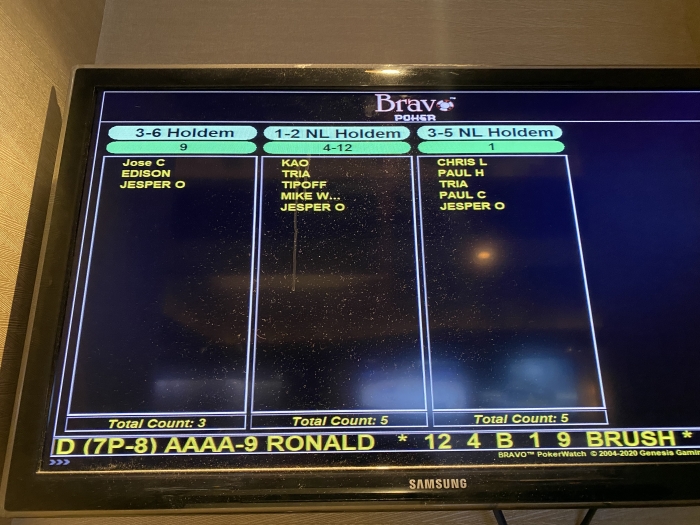 Bravo
POKER
3-6 Holdem
9
Jose C
EDISON
JESPER O
Total Count: 3
1-2 NL Holdem
4-12
KAO
TRIA
TIPOFF
MIKE W...
JESPER O
Total Count: 5
3-5 NL Holdem
1
CHRIS L
PAUL H
TRIA
PAUL C
JESPER O
Total Count: 5
D (7P-8) AAAA-9 RONALD * 12 4 B 1 9 BRUSH *
>>>
BRAVO™ PokerWatch © 2004-2020 Genesis Gamin
SAMSUNG